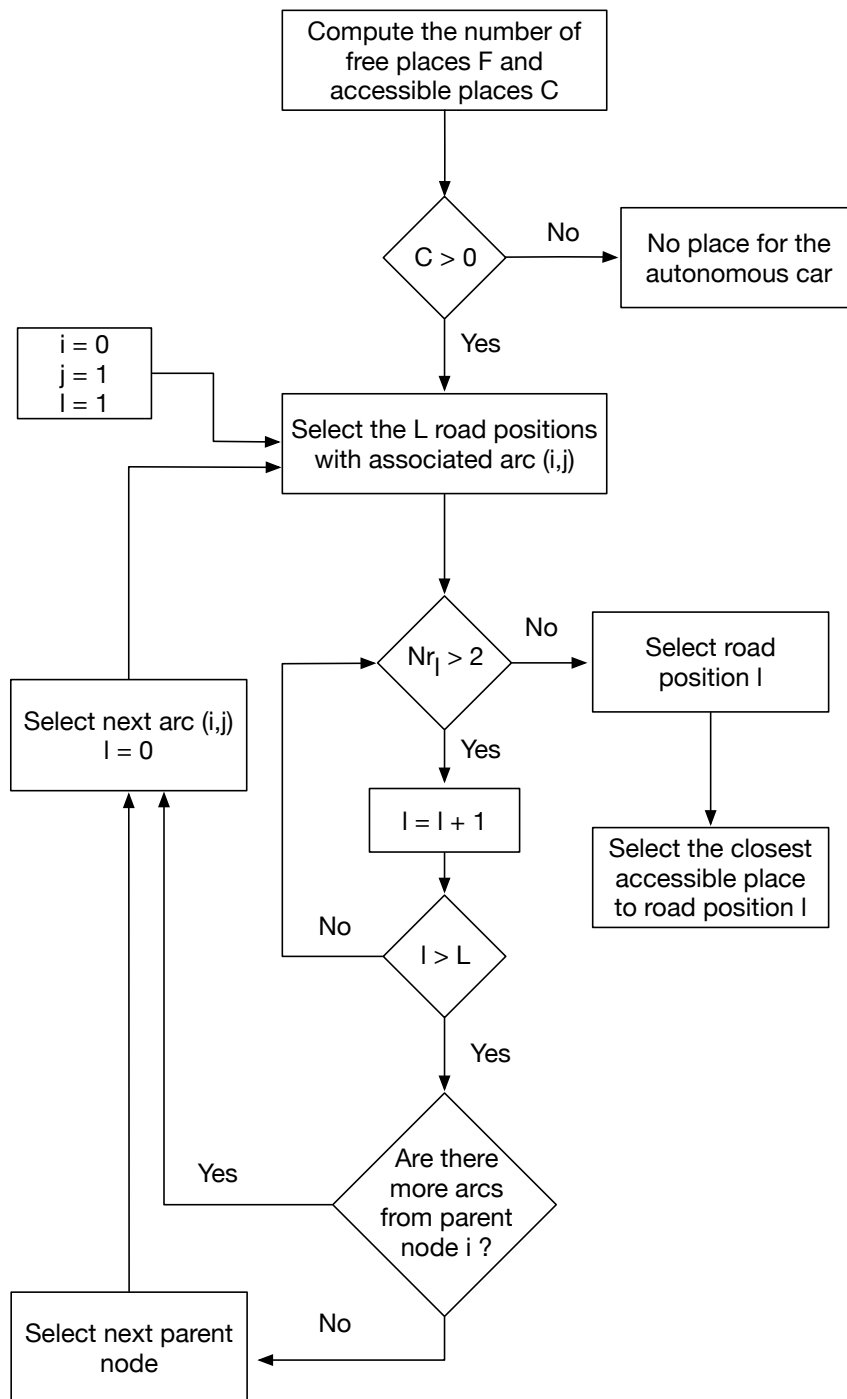 Compute the number of
free places F and
accessible places C
C > 0
No
No place for the
autonomous car
Yes
i = 0
j = 1
l = 1
Select the L road positions
with associated arc (i,j)
Nr_l > 2
No
Select road
position l
Select next arc (i,j)
l = 0
Yes
l = l + 1
Select the closest
accessible place
to road position l
No
l > L
Yes
Are there
more arcs
from parent
node i ?
Yes
No
Select next parent
node